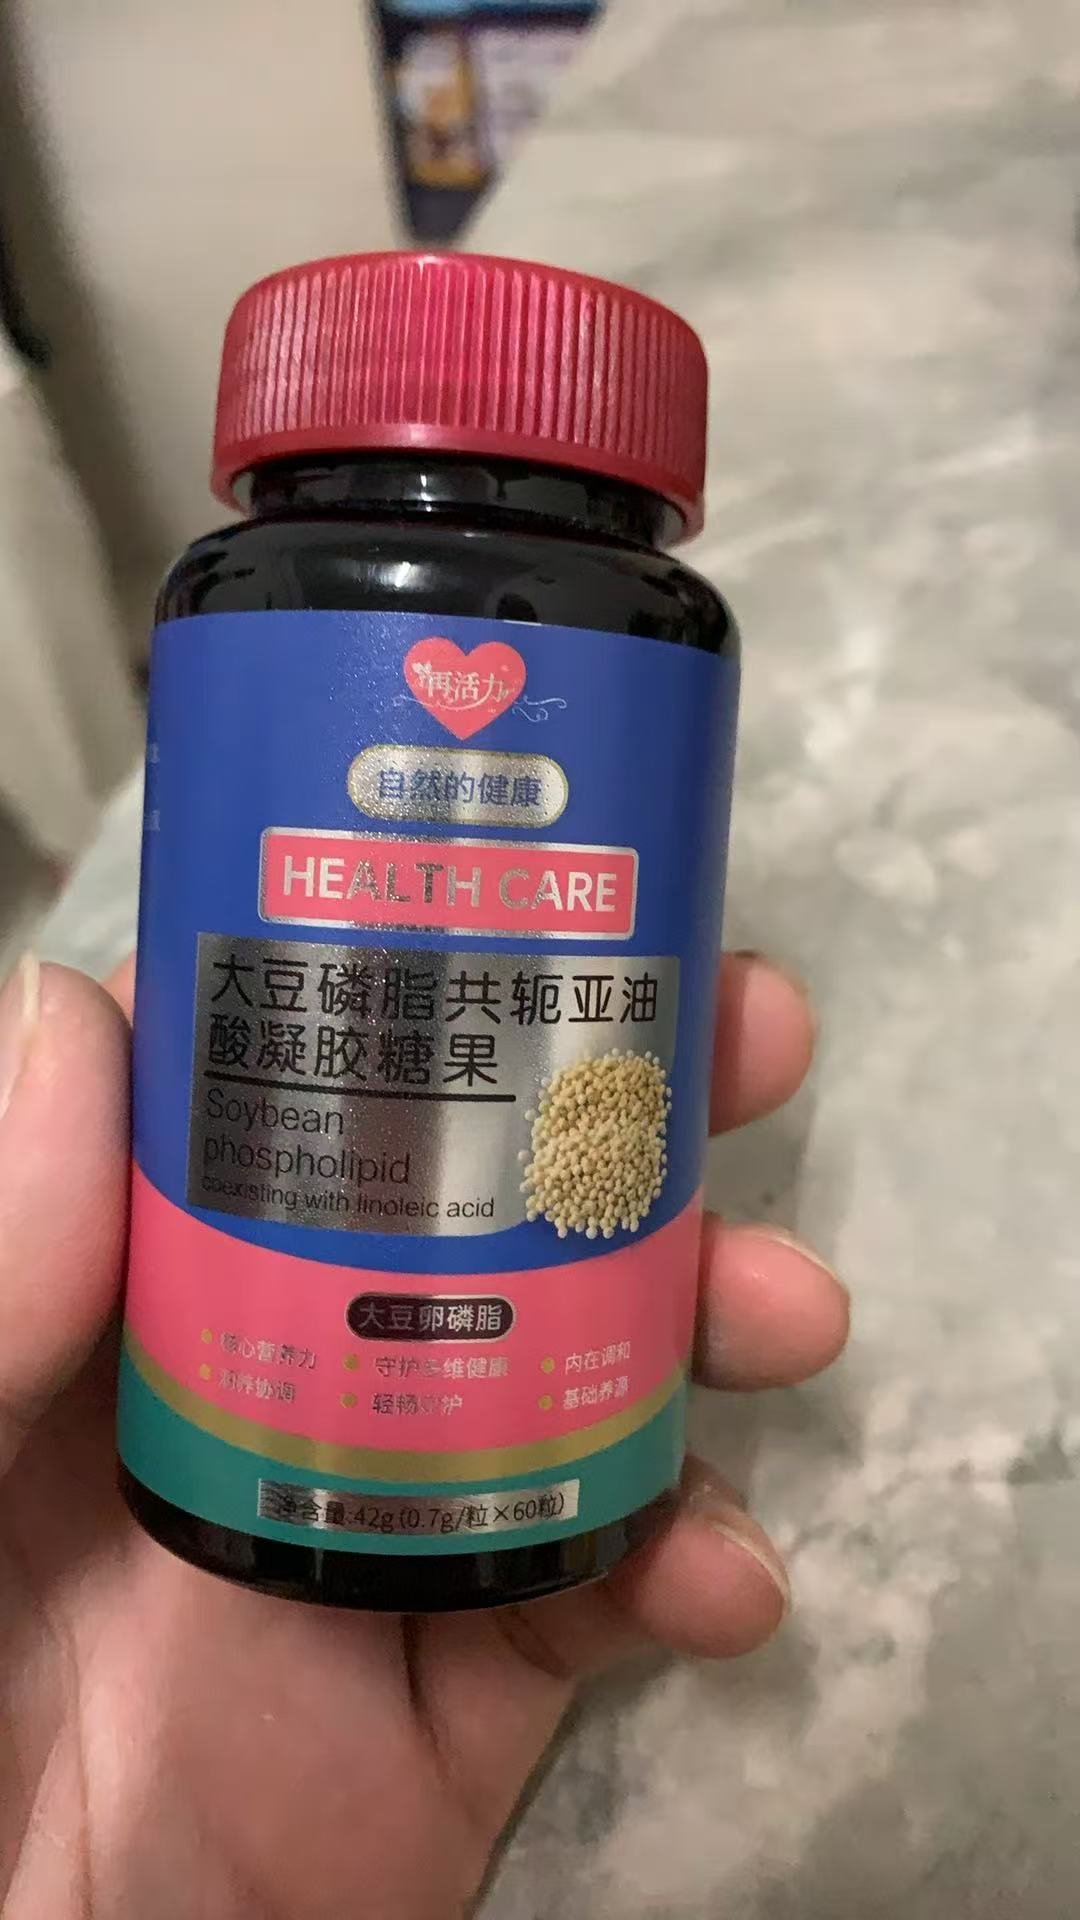 再活力
自然的健康
HEALTH CARE
大豆磷脂共轭亚油
酸凝胶糖果
Soybean
phospholipid
coexisting with linoleic acid
大豆卵磷脂
核心营养力 守护多维健康 内在调和
协调 轻畅守护 基础养源
净含量:42g(0.7g/粒×60粒)